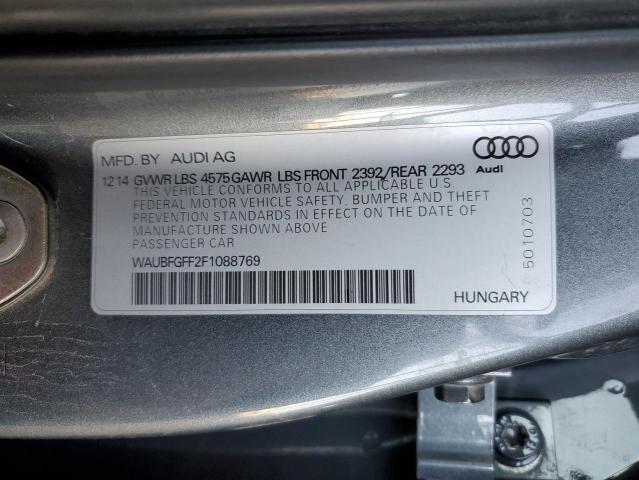 MFD. BY AUDI AG
12 14 GVWR LBS 4575 GAWR LBS FRONT 2392/REAR 2293
THIS VEHICLE CONFORMS TO ALL APPLICABLE U.S.
FEDERAL MOTOR VEHICLE SAFETY, BUMPER AND THEFT
PREVENTION STANDARDS IN EFFECT ON THE DATE OF
MANUFACTURE SHOWN ABOVE
PASSENGER CAR
WAUBFGFF2F1088769
Audi
5010703
HUNGARY